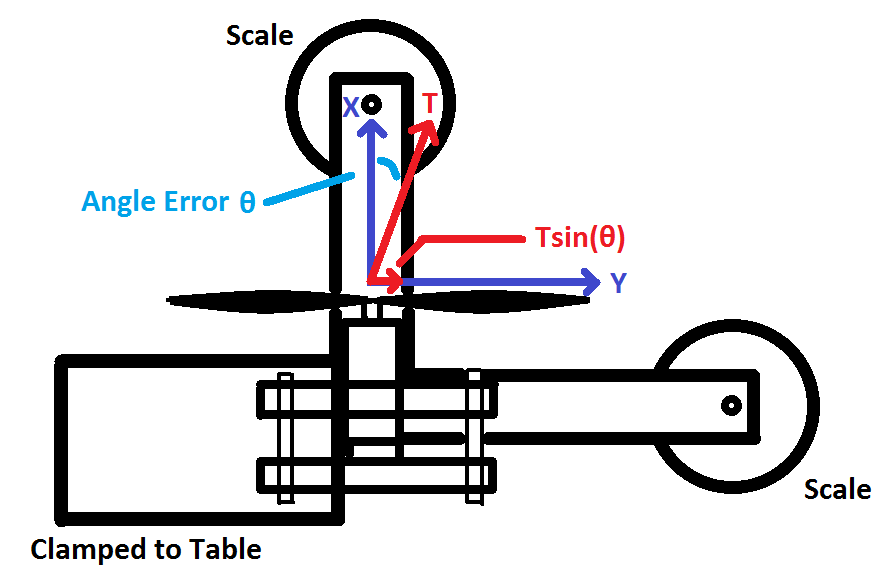 Scale
X
T
Angle Error θ
Tsin(θ)
Y
Scale
Clamped to Table